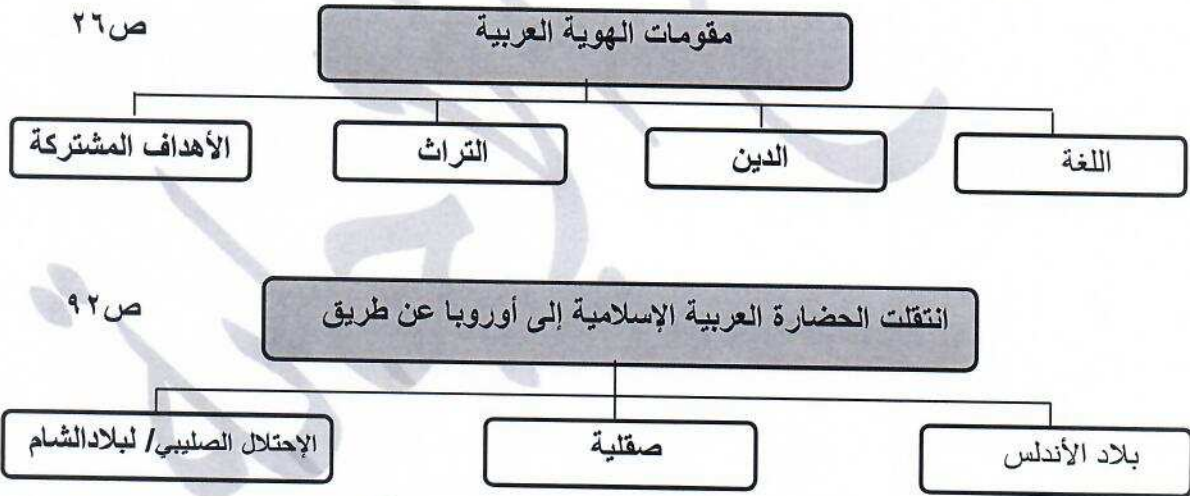 مقومات الهوية العربية
ص٢٦
اللغة
الدين
التراث
الأهداف المشتركة
انتقلت الحضارة العربية الإسلامية إلى أوروبا عن طريق
ص٩٢
بلاد الأندلس
صقلية
الإحتلال الصليبي/ لبلادالشام